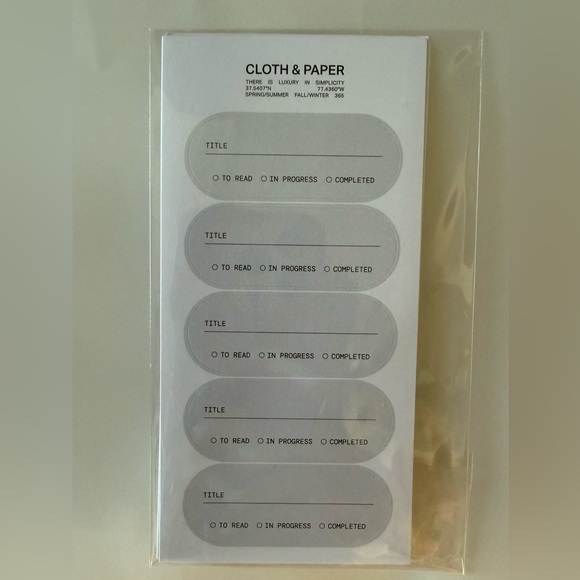 CLOTH & PAPER
THERE IS LUXURY IN SIMPLICITY
37.5407°N 77.4360°W
SPRING/SUMMER FALL/WINTER 365
TITLE
TO READ IN PROGRESS COMPLETED
TITLE
TO READ IN PROGRESS COMPLETED
TITLE
TO READ IN PROGRESS COMPLETED
TITLE
TO READ IN PROGRESS COMPLETED
TITLE
TO READ IN PROGRESS COMPLETED